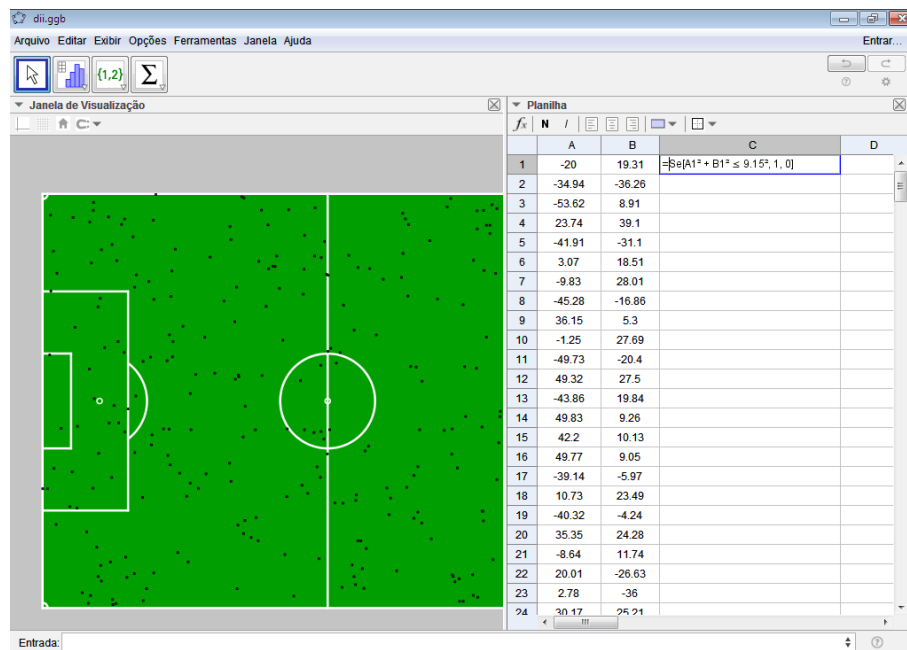 dii.ggb
Arquivo Editar Exibir Opções Ferramentas Janela Ajuda Entrar...
{1,2} Σ
Janela de Visualização
Planilha
fx N I
A B C D
1 -20 19.31 =Se[A1² + B1² ≤ 9.15², 1, 0]
2 -34.94 -36.26
3 -53.62 8.91
4 23.74 39.1
5 -41.91 -31.1
6 3.07 18.51
7 -9.83 28.01
8 -45.28 -16.86
9 36.15 5.3
10 -1.25 27.69
11 -49.73 -20.4
12 49.32 27.5
13 -43.86 19.84
14 49.83 9.26
15 42.2 10.13
16 49.77 9.05
17 -39.14 -5.97
18 10.73 23.49
19 -40.32 -4.24
20 35.35 24.28
21 -8.64 11.74
22 20.01 -26.63
23 2.78 -36
24 30.17 25.21
Entrada: